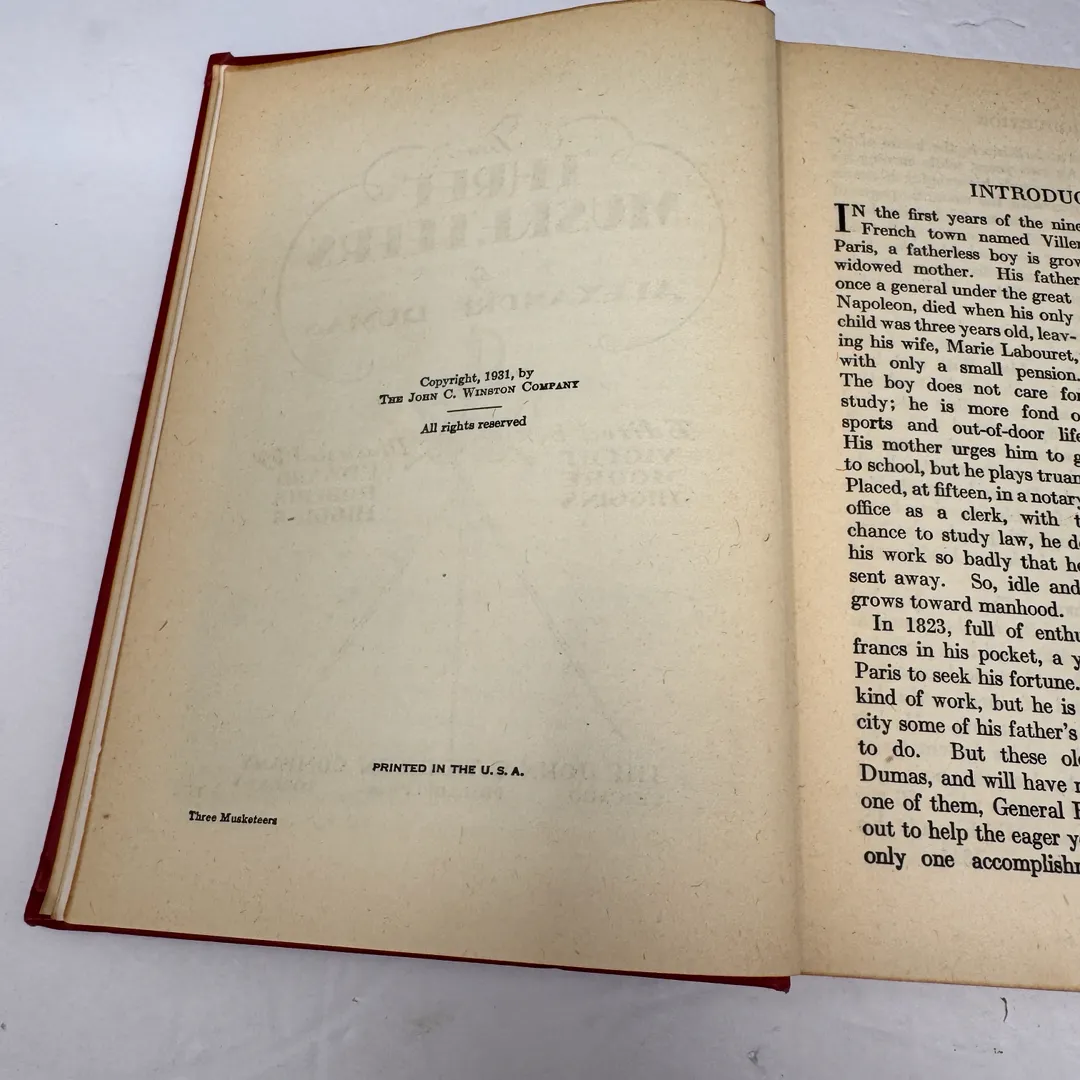 Copyright, 1931, by
THE JOHN C. WINSTON COMPANY
All rights reserved
PRINTED IN THE U. S. A.
Three Musketeers
INTRODUC
IN the first years of the nine
French town named Viller
Paris, a fatherless boy is grow
widowed mother. His father
once a general under the great
Napoleon, died when his only
child was three years old, leav-
ing his wife, Marie Labouret,
with only a small pension.
The boy does not care for
study; he is more fond o
sports and out-of-door life
His mother urges him to g
to school, but he plays truan
Placed, at fifteen, in a notary
office as a clerk, with t
chance to study law, he d
his work so badly that he
sent away. So, idle and
grows toward manhood.
In 1823, full of enthu
francs in his pocket, a y
Paris to seek his fortune.
kind of work, but he is
city some of his father's
to do. But these ol
Dumas, and will have
one of them, General
out to help the eager y
only one accomplish